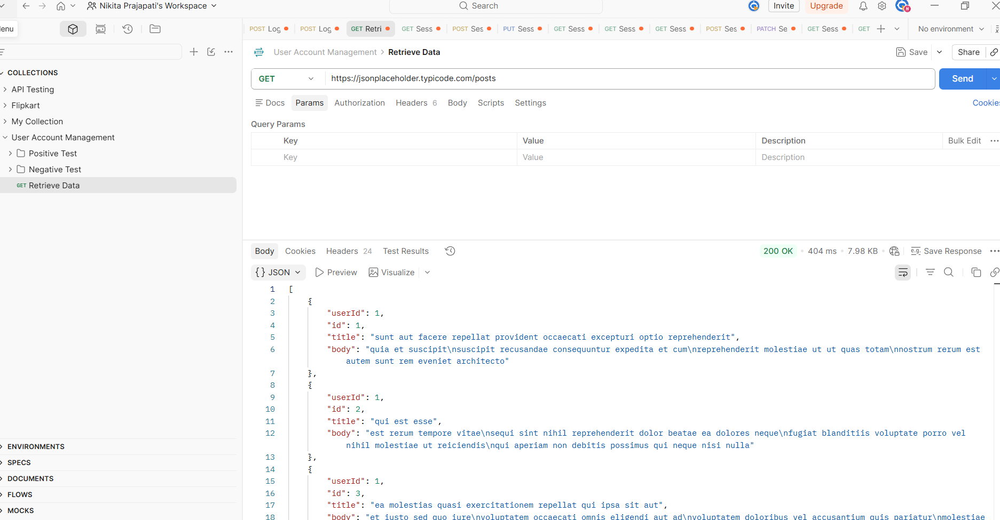 Nikita Prajapati's Workspace
Search
Invite
Upgrade
enu
POST Log
POST Log
GET Retri
GET Sess
POST Ses
PUT Sess
GET Sess
GET Sess
GET Sess
POST Ses
PATCH Se
GET Sess
GET
No environment
COLLECTIONS
API Testing
Flipkart
My Collection
User Account Management
Positive Test
Negative Test
GET Retrieve Data
ENVIRONMENTS
SPECS
DOCUMENTS
FLOWS
MOCKS
HTTP
User Account Management > Retrieve Data
Save
Share
GET
https://jsonplaceholder.typicode.com/posts
Send
Docs
Params
Authorization
Headers 6
Body
Scripts
Settings
Cookies
Query Params
Key Value Description Bulk Edit
Key Value Description
Body
Cookies
Headers 24
Test Results
200 OK • 404 ms • 7.98 KB
e.g. Save Response
{ } JSON
Preview
Visualize
1 [
2 {
3 "userId": 1,
4 "id": 1,
5 "title": "sunt aut facere repellat provident occaecati excepturi optio reprehenderit",
6 "body": "quia et suscipit\nsuscipit recusandae consequuntur expedita et cum\nreprehenderit molestiae ut ut quas totam\nnostrum rerum est
autem sunt rem eveniet architecto"
7 },
8 {
9 "userId": 1,
10 "id": 2,
11 "title": "qui est esse",
12 "body": "est rerum tempore vitae\nsequi sint nihil reprehenderit dolor beatae ea dolores neque\nfugiat blanditiis voluptate porro vel
nihil molestiae ut reiciendis\nqui aperiam non debitis possimus qui neque nisi nulla"
13 },
14 {
15 "userId": 1,
16 "id": 3,
17 "title": "ea molestias quasi exercitationem repellat qui ipsa sit aut",
18 "body": "et iusto sed quo iure\nvoluptatem occaecati omnis eligendi aut ad\nvoluptatem doloribus vel accusantium quis pariatur\nmolestiae